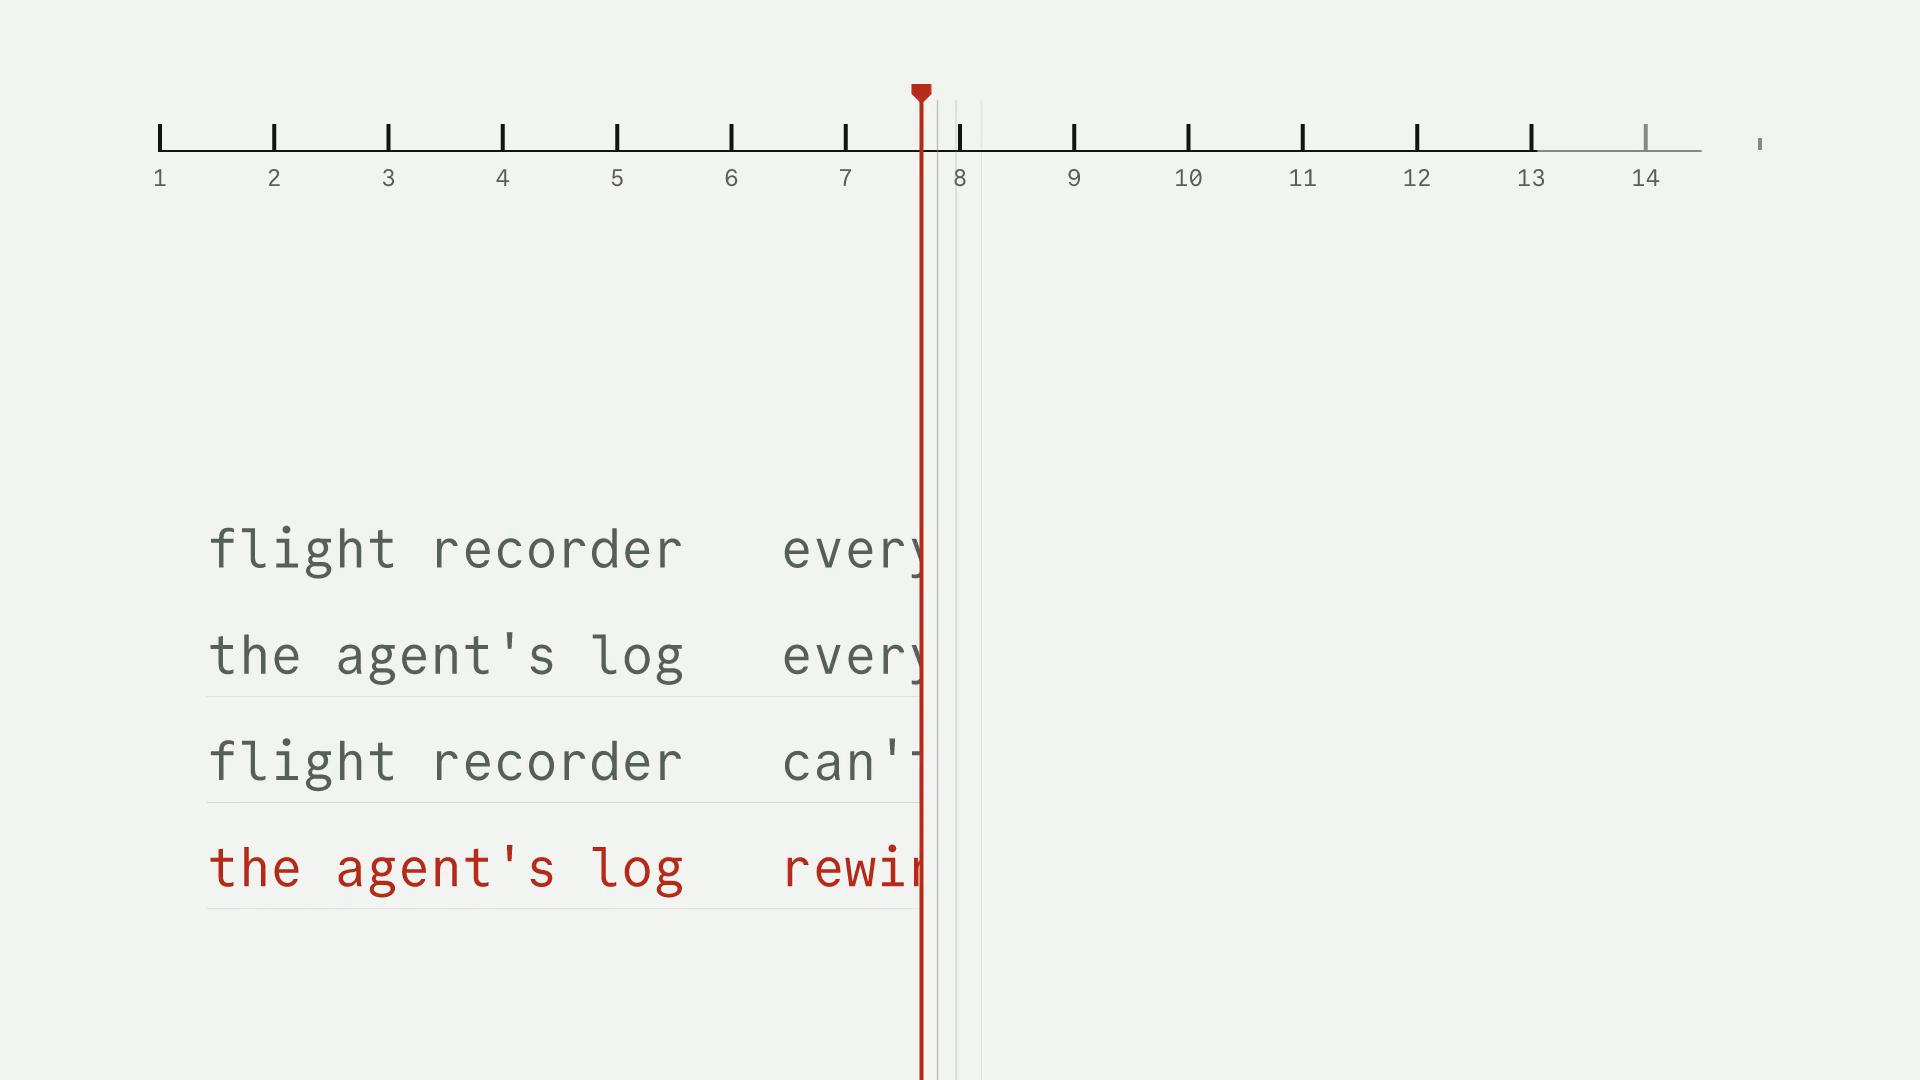 1 2 3 4 5 6 7 8 9 10 11 12 13 14
flight recorder every
the agent's log every
flight recorder can't
the agent's log